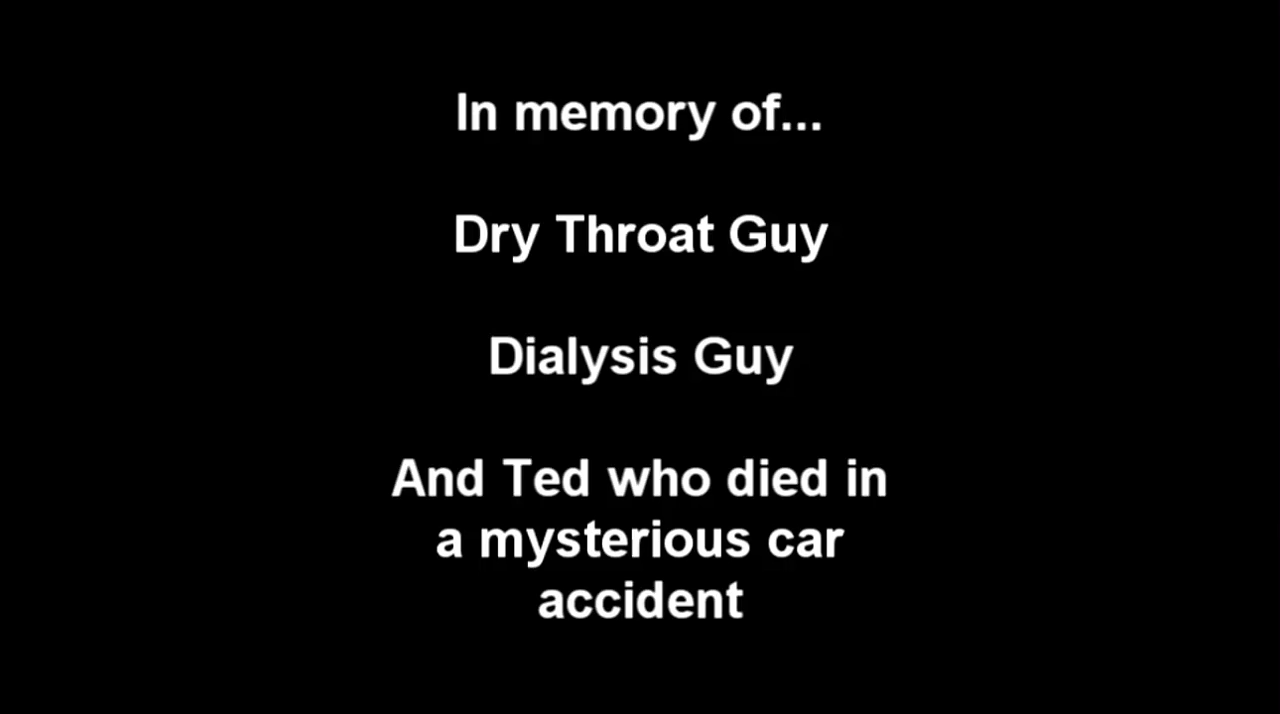 In memory of...
Dry Throat Guy
Dialysis Guy
And Ted who died in
a mysterious car
accident